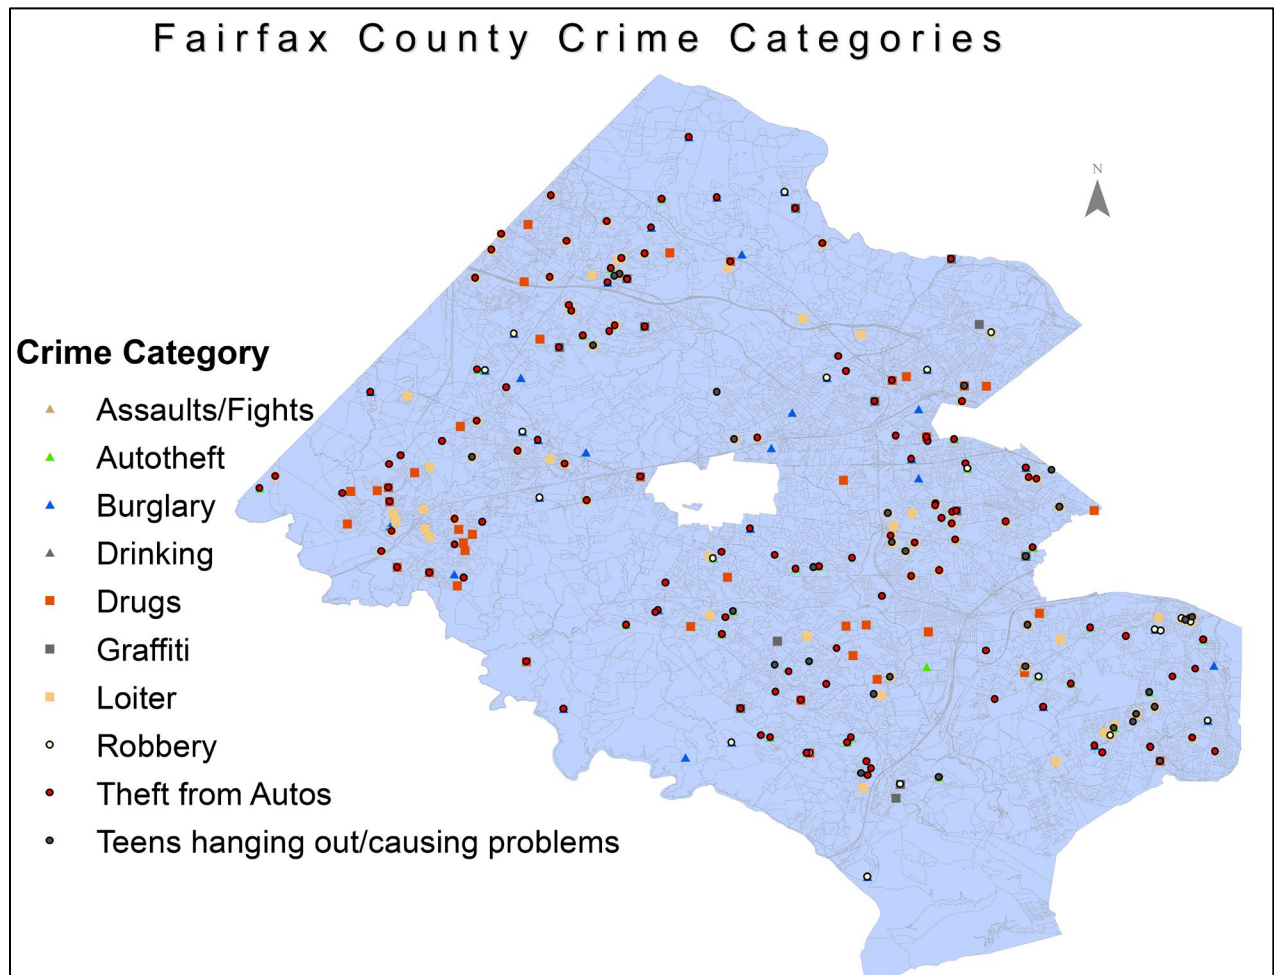 Fairfax County Crime Categories
N
Crime Category
Assaults/Fights
Autotheft
Burglary
Drinking
Drugs
Graffiti
Loiter
Robbery
Theft from Autos
Teens hanging out/causing problems